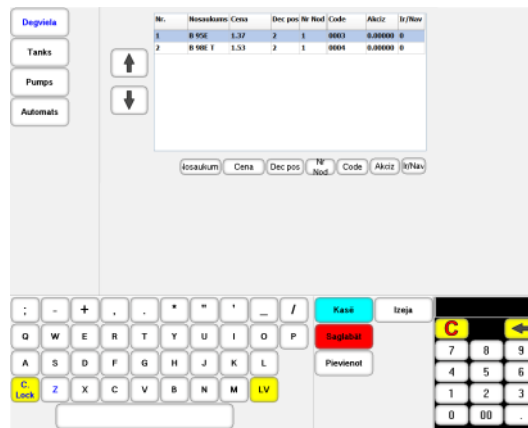 Degviela
Tanks
Pumps
Automats
Nr. Nosaukums Cena Dec pos Nr Nod Code Akciz Ir/Nav
1 B 95E 1.37 2 1 0003 0.00000 0
2 B 98E T 1.53 2 1 0004 0.00000 0
Nosaukum Cena Dec pos Nr Nod Code Akciz Ir/Nav
; - + , . * " ' _ / Kasē Izeja
Q W E R T Y U I O P Saglabāt
A S D F G H J K L Pievienot
C. Lock Z X C V B N M LV
C
7 8 9
4 5 6
1 2 3
0 00 .